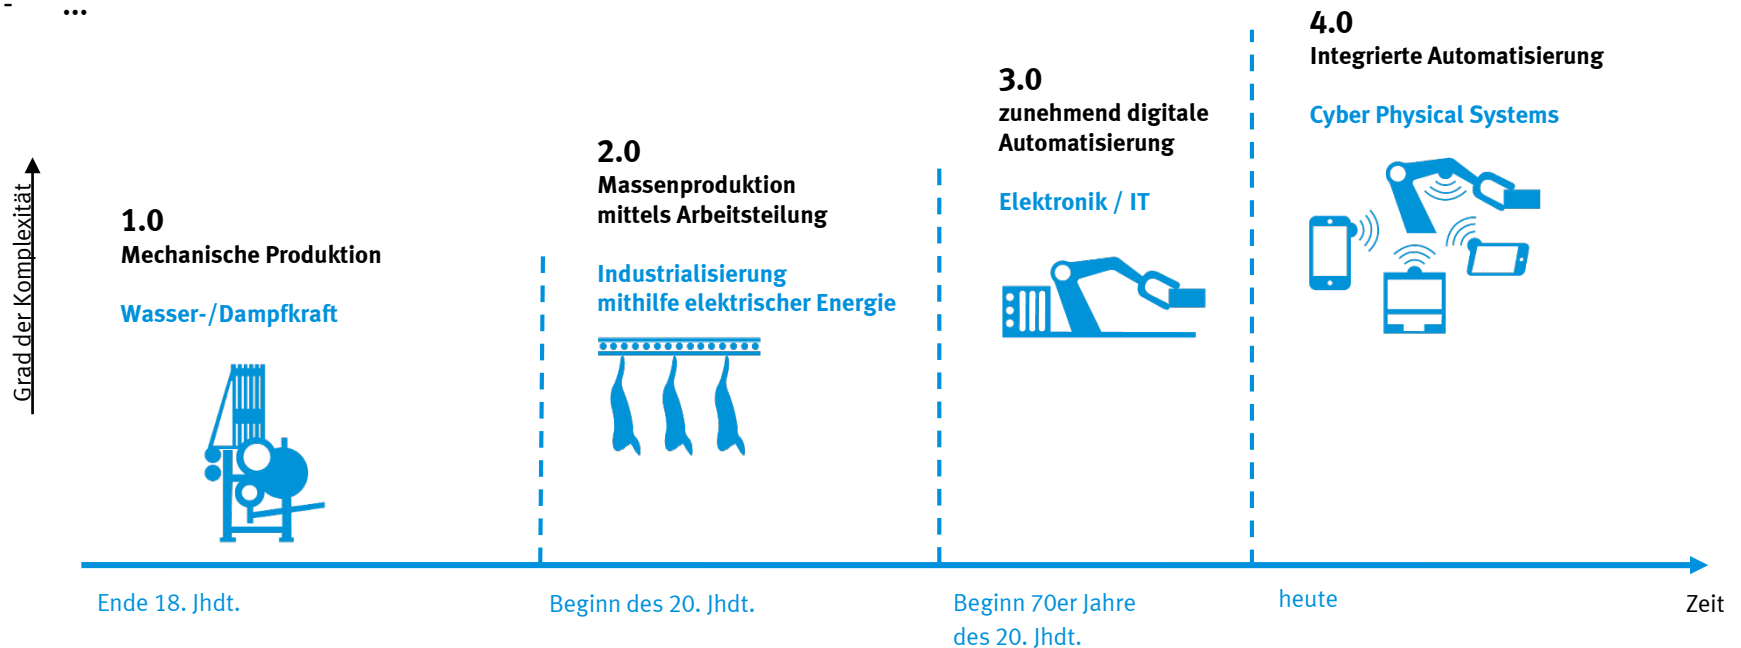 - ...
Grad der Komplexität
1.0
Mechanische Produktion
Wasser-/Dampfkraft
2.0
Massenproduktion
mittels Arbeitsteilung
Industrialisierung
mithilfe elektrischer Energie
3.0
zunehmend digitale
Automatisierung
Elektronik / IT
4.0
Integrierte Automatisierung
Cyber Physical Systems
Ende 18. Jhdt.
Beginn des 20. Jhdt.
Beginn 70er Jahre
des 20. Jhdt.
heute
Zeit